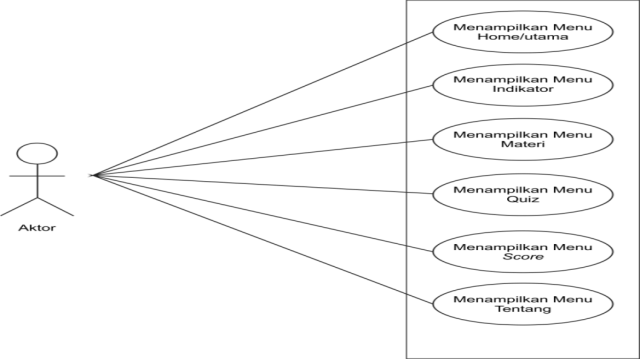 Menampilkan Menu
Home/utama
Menampilkan Menu
Indikator
Menampilkan Menu
Materi
Menampilkan Menu
Quiz
Aktor
Menampilkan Menu
Score
Menampilkan Menu
Tentang